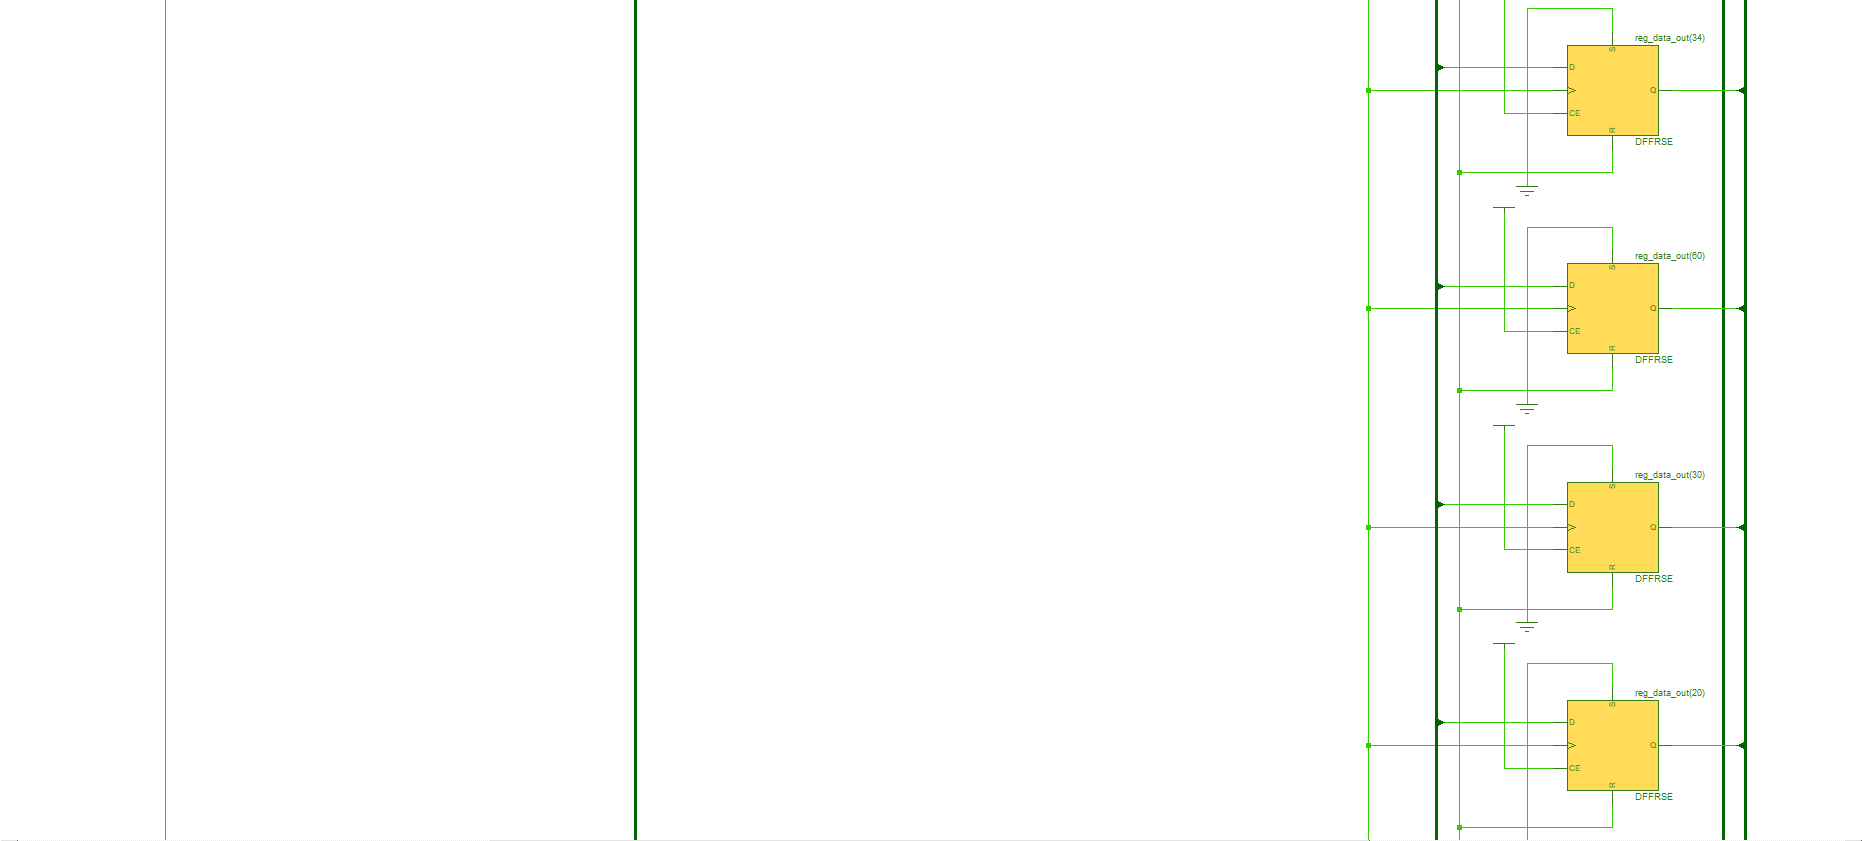 reg_data_out(34)
S
D
Q
CE
R
DFFRSE
reg_data_out(60)
S
D
Q
CE
R
DFFRSE
reg_data_out(30)
S
D
Q
CE
R
DFFRSE
reg_data_out(20)
S
D
Q
CE
R
DFFRSE